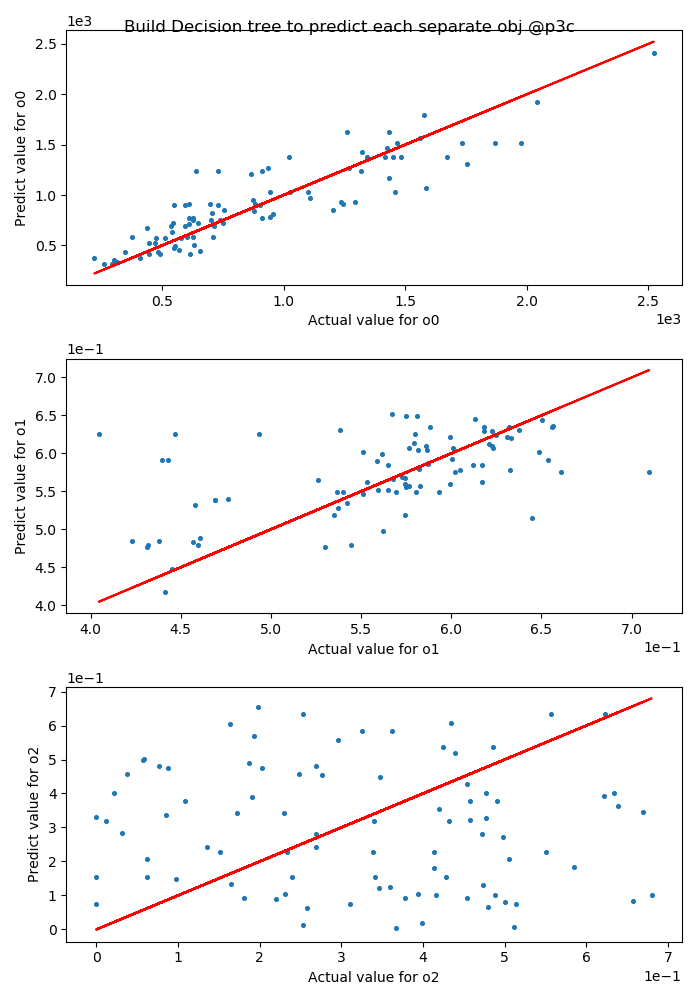 Build Decision tree to predict each separate obj @p3c
1e3
2.5
2.0
1.5
1.0
0.5
Predict value for o0
0.5 1.0 1.5 2.0 2.5
Actual value for o0
1e3
1e−1
7.0
6.5
6.0
5.5
5.0
4.5
4.0
Predict value for o1
4.0 4.5 5.0 5.5 6.0 6.5 7.0
Actual value for o1
1e−1
1e−1
7
6
5
4
3
2
1
0
Predict value for o2
0 1 2 3 4 5 6 7
Actual value for o2
1e−1